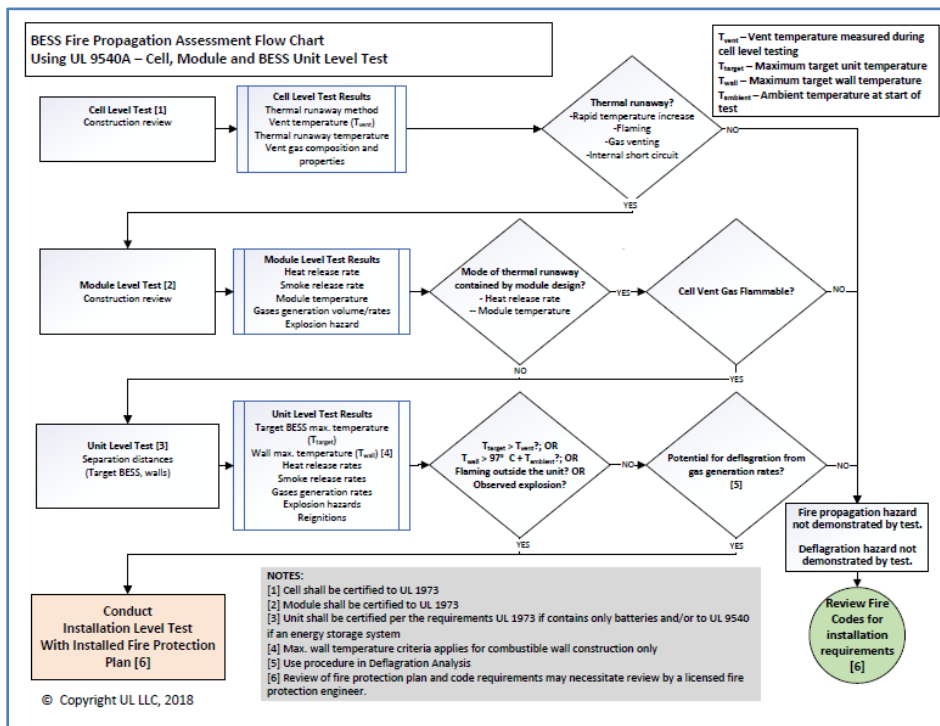 BESS Fire Propagation Assessment Flow Chart
Using UL 9540A – Cell, Module and BESS Unit Level Test
Tvent – Vent temperature measured during
cell level testing
Ttarget – Maximum target unit temperature
Twall – Maximum target wall temperature
Tambient – Ambient temperature at start of
test
Cell Level Test [1]
Construction review
Cell Level Test Results
Thermal runaway method
Vent temperature (Tvent)
Thermal runaway temperature
Vent gas composition and
properties
Thermal runaway?
-Rapid temperature increase
-Flaming
-Gas venting
-Internal short circuit
NO
YES
Module Level Test [2]
Construction review
Module Level Test Results
Heat release rate
Smoke release rate
Module temperature
Gases generation volume/rates
Explosion hazard
Mode of thermal runaway
contained by module design?
- Heat release rate
-- Module temperature
YES
Cell Vent Gas Flammable?
NO
NO
YES
Unit Level Test [3]
Separation distances
(Target BESS, walls)
Unit Level Test Results
Target BESS max. temperature
(Ttarget)
Wall max. temperature (Twall) [4]
Heat release rates
Smoke release rates
Gases generation rates
Explosion hazards
Reignitions
Ttarget > Tvent?; OR
Twall > 97° C + Tambient?; OR
Flaming outside the unit? OR
Observed explosion?
NO
Potential for deflagration from
gas generation rates?
[5]
NO
YES
YES
Fire propagation hazard
not demonstrated by test.
Deflagration hazard not
demonstrated by test.
Conduct
Installation Level Test
With Installed Fire Protection
Plan [6]
NOTES:
[1] Cell shall be certified to UL 1973
[2] Module shall be certified to UL 1973
[3] Unit shall be certified per the requirements UL 1973 if contains only batteries and/or to UL 9540
if an energy storage system
[4] Max. wall temperature criteria applies for combustible wall construction only
[5] Use procedure in Deflagration Analysis
[6] Review of fire protection plan and code requirements may necessitate review by a licensed fire
protection engineer.
Review Fire
Codes for
installation
requirements
[6]
© Copyright UL LLC, 2018